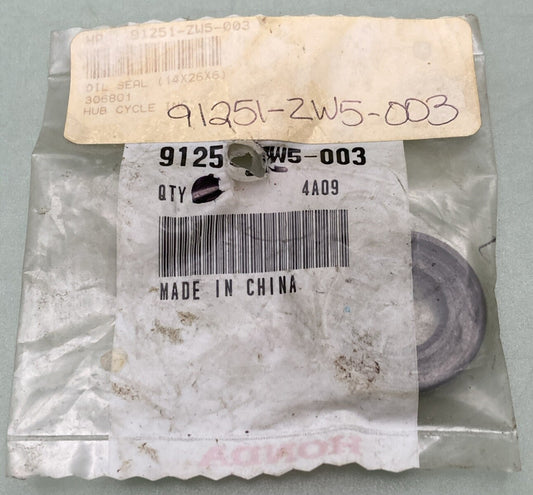 91251-ZW5-003
OIL SEAL (14X26X6)
306801
HUB CYCLE
91251-ZW5-003
9125 ZW5-003
QTY
4A09
MADE IN CHINA
HONDA